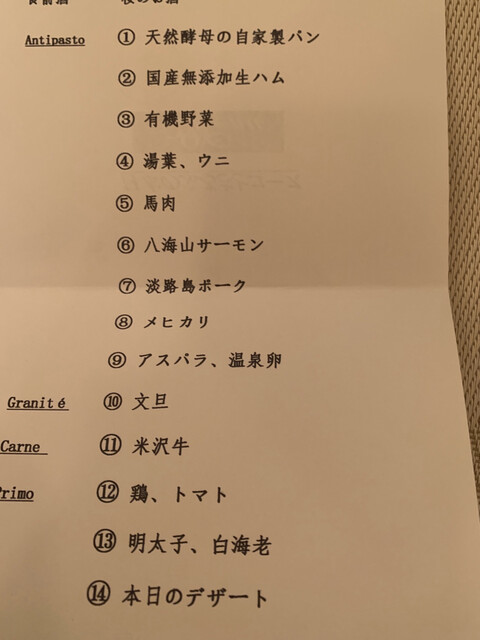 Antipasto ① 天然酵母の自家製パン
② 国産無添加生ハム
③ 有機野菜
④ 湯葉、ウニ
⑤ 馬肉
⑥ 八海山サーモン
⑦ 淡路島ポーク
⑧ メヒカリ
⑨ アスパラ、温泉卵
Granité ⑩ 文旦
Carne ⑪ 米沢牛
Primo ⑫ 鶏、トマト
⑬ 明太子、白海老
⑭ 本日のデザート